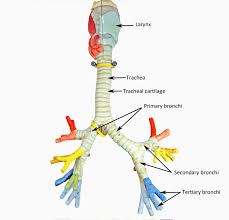 Larynx
Trachea
Tracheal cartilage
Primary bronchi
Secondary bronchi
Tertiary bronchi